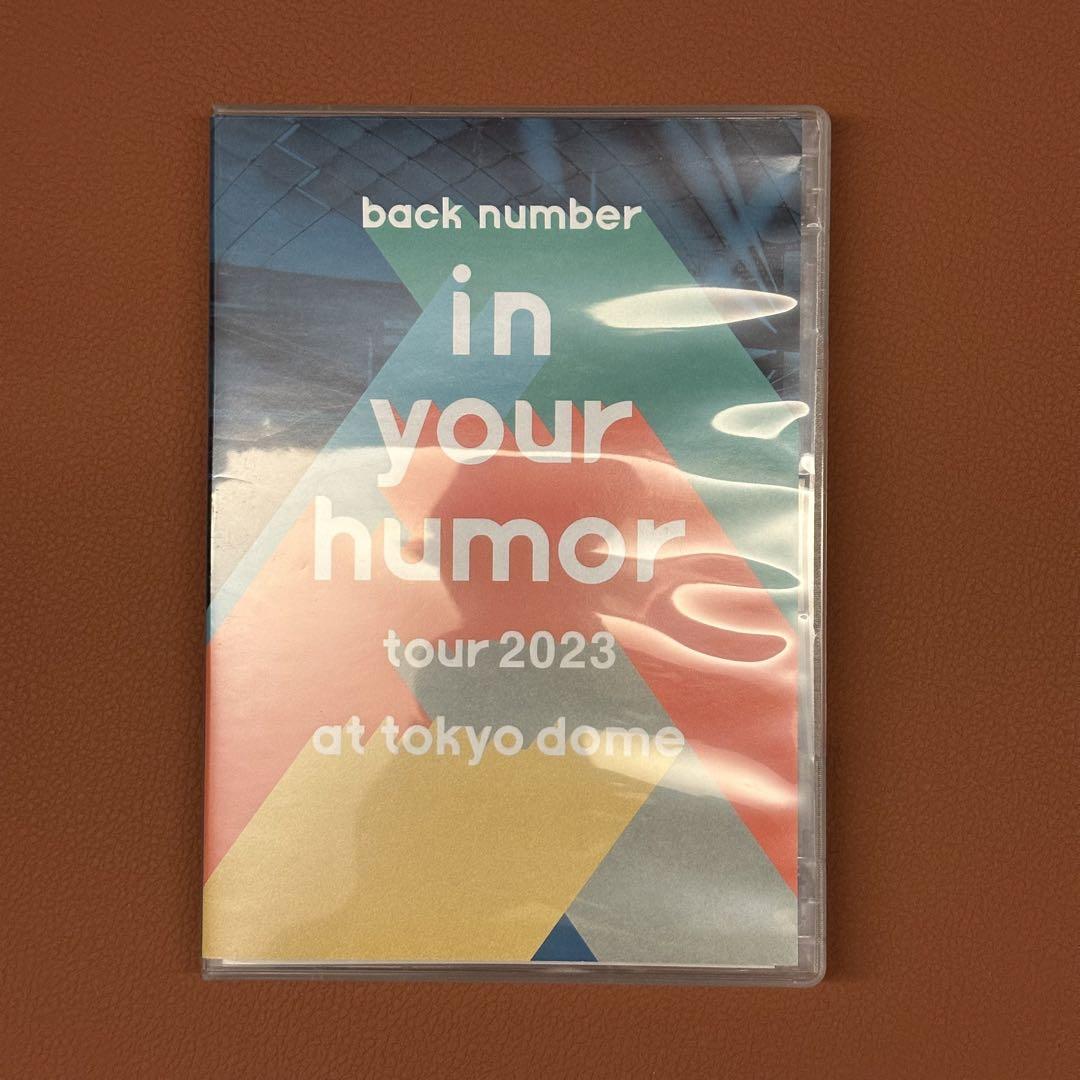 back number
in
your
humor
tour 2023
at tokyo dome